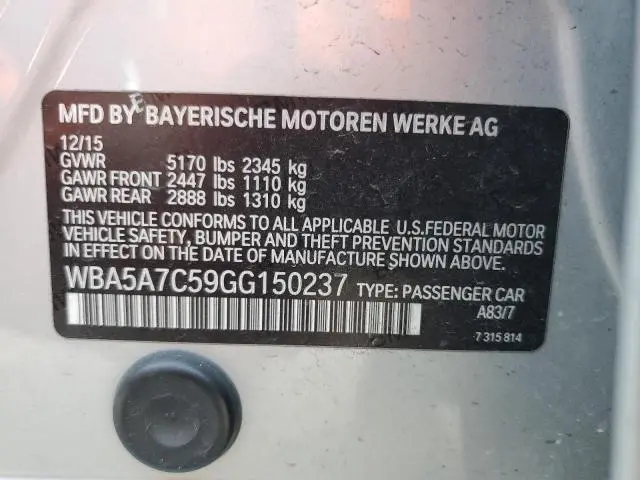 MFD BY BAYERISCHE MOTOREN WERKE AG
12/15
GVWR 5170 lbs 2345 kg
GAWR FRONT 2447 lbs 1110 kg
GAWR REAR 2888 lbs 1310 kg
THIS VEHICLE CONFORMS TO ALL APPLICABLE U.S.FEDERAL MOTOR
VEHICLE SAFETY, BUMPER AND THEFT PREVENTION STANDARDS
IN EFFECT ON THE DATE OF MANUFACTURE SHOWN ABOVE.
WBA5A7C59GG150237 TYPE: PASSENGER CAR
A83/7
7 315 814